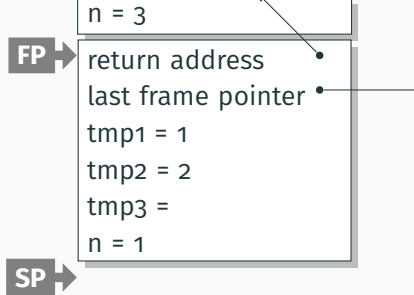 n = 3
FP
return address
last frame pointer
tmp1 = 1
tmp2 = 2
tmp3 =
n = 1
SP